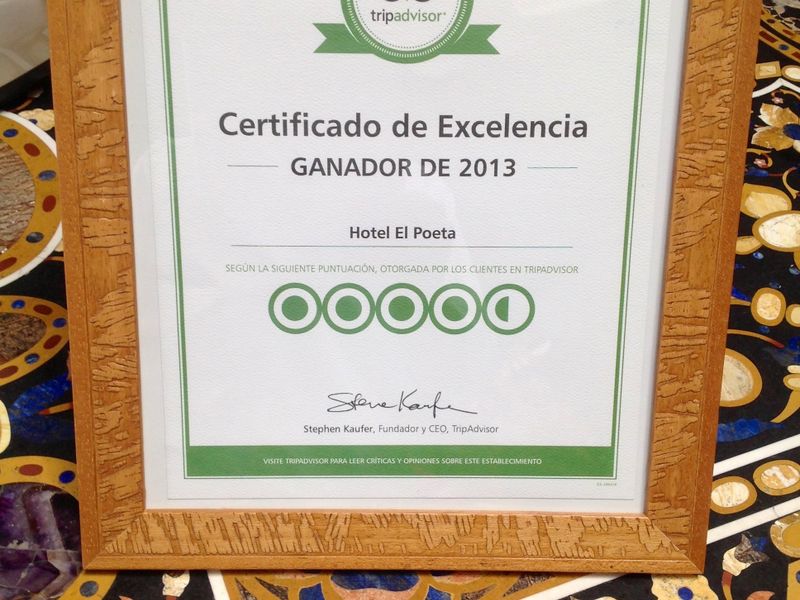 tripadvisor®
Certificado de Excelencia
GANADOR DE 2013
Hotel El Poeta
SEGÚN LA SIGUIENTE PUNTUACIÓN, OTORGADA POR LOS CLIENTES EN TRIPADVISOR
Steve Kaufer
Stephen Kaufer, Fundador y CEO, TripAdvisor
VISITE TRIPADVISOR PARA LEER CRÍTICAS Y OPINIONES SOBRE ESTE ESTABLECIMIENTO